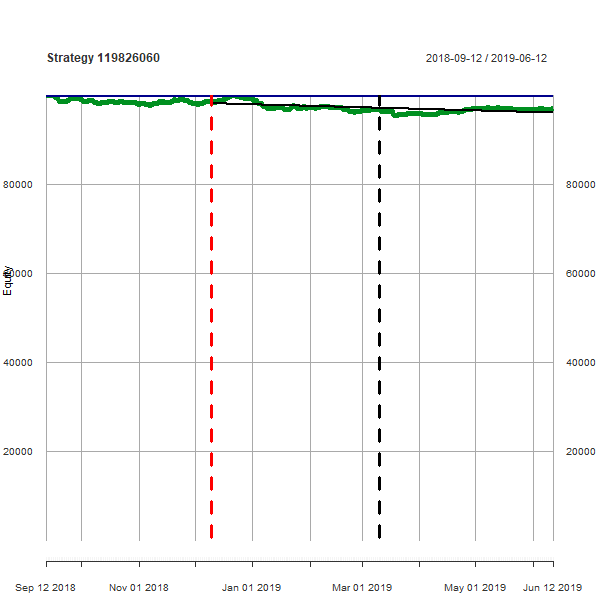 Strategy 119826060
2018-09-12 / 2019-06-12
80000 80000
Equity
60000 60000
40000 40000
20000 20000
Sep 12 2018 Nov 01 2018 Jan 01 2019 Mar 01 2019 May 01 2019 Jun 12 2019